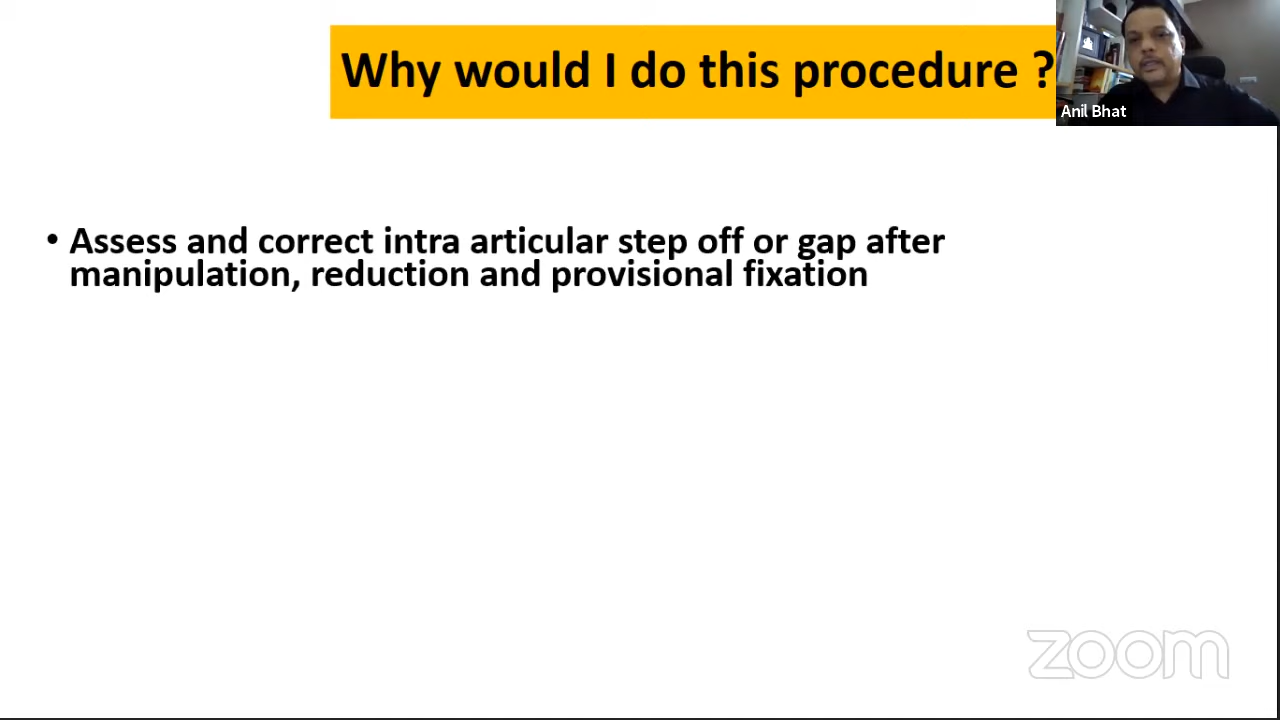 Why would I do this procedure ?
Anil Bhat
• Assess and correct intra articular step off or gap after
manipulation, reduction and provisional fixation
zoom